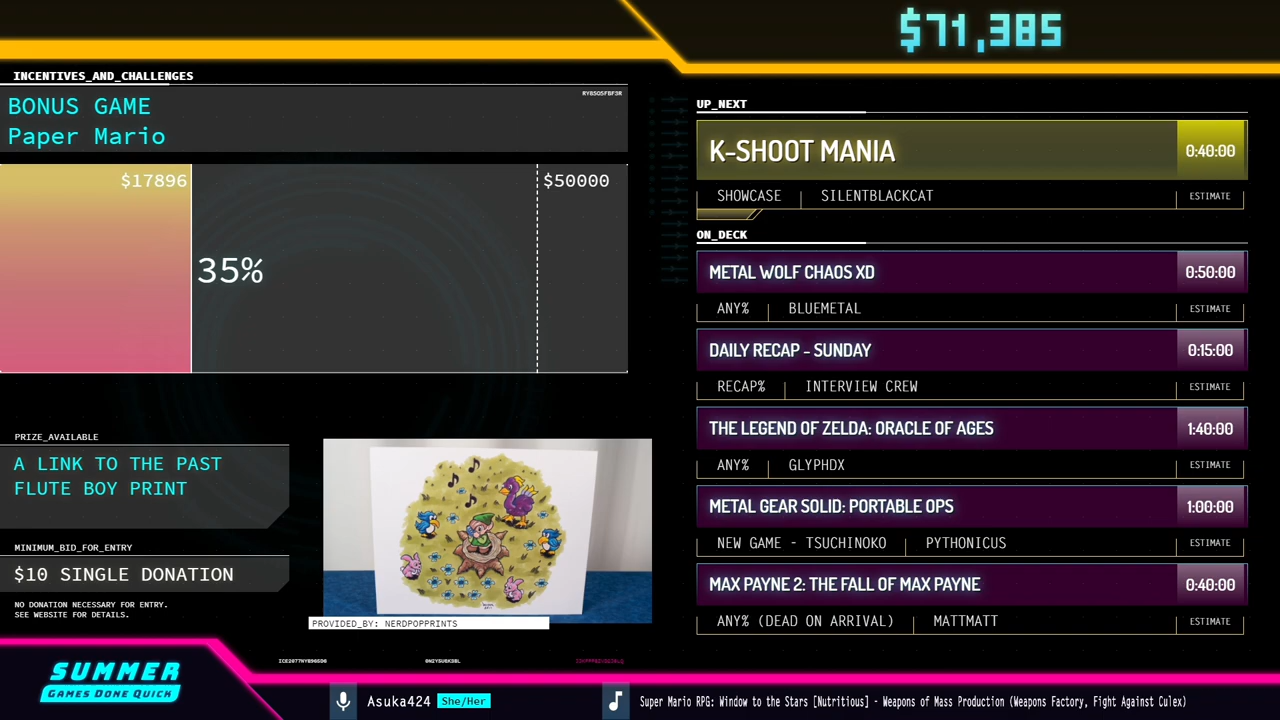 $71,385
INCENTIVES_AND_CHALLENGES
BONUS GAME
Paper Mario
$17896
$50000
35%
PRIZE_AVAILABLE
A LINK TO THE PAST
FLUTE BOY PRINT
MINIMUM_BID_FOR_ENTRY
$10 SINGLE DONATION
NO DONATION NECESSARY FOR ENTRY.
SEE WEBSITE FOR DETAILS.
PROVIDED_BY: NERDPOPPRINTS
UP_NEXT
K-SHOOT MANIA 0:40:00
SHOWCASE SILENTBLACKCAT ESTIMATE
ON_DECK
METAL WOLF CHAOS XD 0:50:00
ANY% BLUEMETAL ESTIMATE
DAILY RECAP - SUNDAY 0:15:00
RECAP% INTERVIEW CREW ESTIMATE
THE LEGEND OF ZELDA: ORACLE OF AGES 1:40:00
ANY% GLYPHDX ESTIMATE
METAL GEAR SOLID: PORTABLE OPS 1:00:00
NEW GAME - TSUCHINOKO PYTHONICUS ESTIMATE
MAX PAYNE 2: THE FALL OF MAX PAYNE 0:40:00
ANY% (DEAD ON ARRIVAL) MATTMATT ESTIMATE
SUMMER
GAMES DONE QUICK
Asuka424 She/Her
Super Mario RPG: Window to the Stars [Nutritious] - Weapons of Mass Production (Weapons Factory, Fight Against Culex)